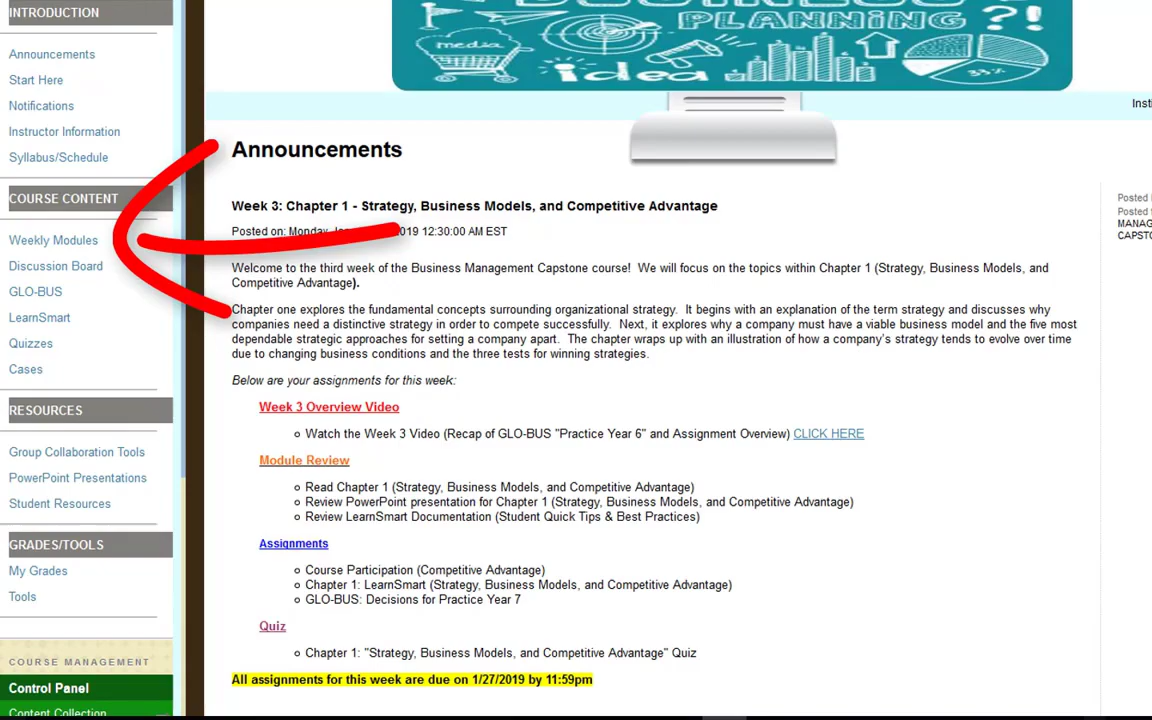 INTRODUCTION
Announcements
Start Here
Notifications
Instructor Information
Syllabus/Schedule
COURSE CONTENT
Weekly Modules
Discussion Board
GLO-BUS
LearnSmart
Quizzes
Cases
RESOURCES
Group Collaboration Tools
PowerPoint Presentations
Student Resources
GRADES/TOOLS
My Grades
Tools
COURSE MANAGEMENT
Control Panel
Content Collection
PLANNING ?!
media
idea
33%
Announcements
Week 3: Chapter 1 - Strategy, Business Models, and Competitive Advantage
Posted on: Monday, 019 12:30:00 AM EST
Welcome to the third week of the Business Management Capstone course! We will focus on the topics within Chapter 1 (Strategy, Business Models, and
Competitive Advantage).
Chapter one explores the fundamental concepts surrounding organizational strategy. It begins with an explanation of the term strategy and discusses why
companies need a distinctive strategy in order to compete successfully. Next, it explores why a company must have a viable business model and the five most
dependable strategic approaches for setting a company apart. The chapter wraps up with an illustration of how a company's strategy tends to evolve over time
due to changing business conditions and the three tests for winning strategies.
Below are your assignments for this week:
Week 3 Overview Video
Watch the Week 3 Video (Recap of GLO-BUS "Practice Year 6" and Assignment Overview) CLICK HERE
Module Review
Read Chapter 1 (Strategy, Business Models, and Competitive Advantage)
Review PowerPoint presentation for Chapter 1 (Strategy, Business Models, and Competitive Advantage)
Review LearnSmart Documentation (Student Quick Tips & Best Practices)
Assignments
Course Participation (Competitive Advantage)
Chapter 1: LearnSmart (Strategy, Business Models, and Competitive Advantage)
GLO-BUS: Decisions for Practice Year 7
Quiz
Chapter 1: "Strategy, Business Models, and Competitive Advantage" Quiz
All assignments for this week are due on 1/27/2019 by 11:59pm
Posted
Posted